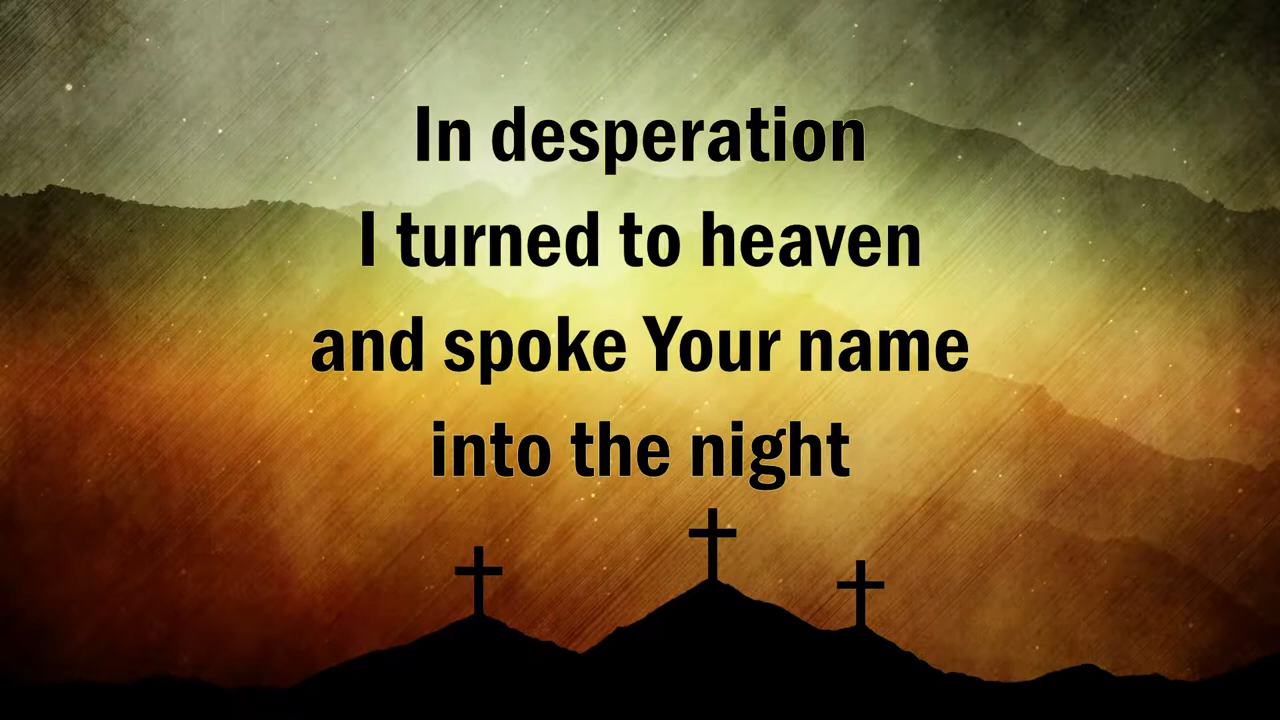 In desperation
I turned to heaven
and spoke Your name
into the night